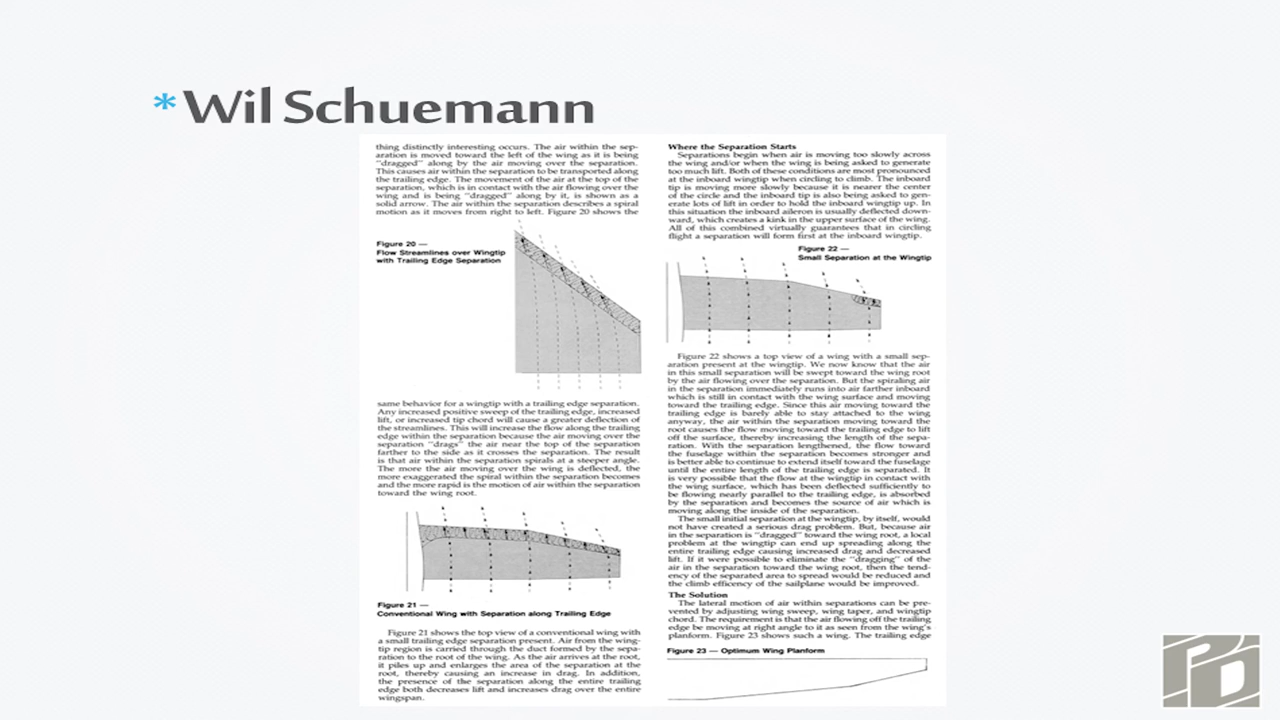 * Wil Schuemann
thing distinctly interesting occurs. The air within the sep-
aration is moved toward the left of the wing as it is being
"dragged" along by the air moving over the separation.
This causes air within the separation to be transported along
the trailing edge. The movement of the air at the top of the
separation, which is in contact with the air flowing over the
wing and is being "dragged" along by it, is shown as a
solid arrow. The air within the separation describes a spiral
motion as it moves from right to left. Figure 20 shows the
Figure 20 —
Flow Streamlines over Wingtip
with Trailing Edge Separation
same behavior for a wingtip with a trailing edge separation.
Any increased positive sweep of the trailing edge, increased
lift, or increased tip chord will cause a greater deflection of
the streamlines. This will increase the flow along the trailing
edge within the separation because the air moving over the
separation "drags" the air near the top of the separation
farther to the side as it crosses the separation. The result
is that air within the separation spirals at a steeper angle.
The more the air moving over the wing is deflected, the
more exaggerated the spiral within the separation becomes
and the more rapid is the motion of air within the separation
toward the wing root.
Figure 21 —
Conventional Wing with Separation along Trailing Edge
Figure 21 shows the top view of a conventional wing with
a small trailing edge separation present. Air from the wing-
tip region is carried through the duct formed by the sepa-
ration to the root of the wing. As the air arrives at the root,
it piles up and enlarges the area of the separation at the
root, thereby causing an increase in drag. In addition,
the presence of the separation along the entire trailing
edge both decreases lift and increases drag over the entire
wingspan.
Where the Separation Starts
Separations begin when air is moving too slowly across
the wing and/or when the wing is being asked to generate
too much lift. Both of these conditions are most pronounced
at the inboard wingtip when circling to climb. The inboard
tip is moving more slowly because it is nearer the center
of the circle and the inboard tip is also being asked to gen-
erate lots of lift in order to hold the inboard wingtip up. In
this situation the inboard aileron is usually deflected down-
ward, which creates a kink in the upper surface of the wing.
All of this combined virtually guarantees that in circling
flight a separation will form first at the inboard wingtip.
Figure 22 —
Small Separation at the Wingtip
Figure 22 shows a top view of a wing with a small sep-
aration present at the wingtip. We now know that the air
in this small separation will be swept toward the wing root
by the air flowing over the separation. But the spiraling air
in the separation immediately runs into air farther inboard
which is still in contact with the wing surface and moving
toward the trailing edge. Since this air moving toward the
trailing edge is barely able to stay attached to the wing
anyway, the air within the separation moving toward the
root causes the flow moving toward the trailing edge to lift
off the surface, thereby increasing the length of the sepa-
ration. With the separation lengthened, the flow toward
the fuselage within the separation becomes stronger and
is better able to continue to extend itself toward the fuselage
until the entire length of the trailing edge is separated. It
is very possible that the flow at the wingtip in contact with
the wing surface, which has been deflected sufficiently to
be flowing nearly parallel to the trailing edge, is absorbed
by the separation and becomes the source of air which is
moving along the inside of the separation.
The small initial separation at the wingtip, by itself, would
not have created a serious drag problem. But, because air
in the separation is "dragged" toward the wing root, a local
problem at the wingtip can end up spreading along the
entire trailing edge causing increased drag and decreased
lift. If it were possible to eliminate the "dragging" of the
air in the separation toward the wing root, then the tend-
ency of the separated area to spread would be reduced and
the climb efficency of the sailplane would be improved.
The Solution
The lateral motion of air within separations can be pre-
vented by adjusting wing sweep, wing taper, and wingtip
chord. The requirement is that the air flowing off the trailing
edge be moving at right angle to it as seen from the wing's
planform. Figure 23 shows such a wing. The trailing edge
Figure 23 — Optimum Wing Planform
PD